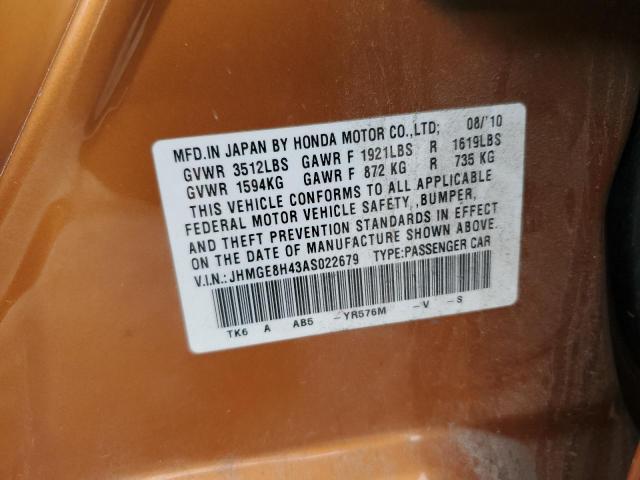 MFD.IN JAPAN BY HONDA MOTOR CO.,LTD; 08/'10
GVWR 3512LBS GAWR F 1921LBS R 1619LBS
GVWR 1594KG GAWR F 872 KG R 735 KG
THIS VEHICLE CONFORMS TO ALL APPLICABLE
FEDERAL MOTOR VEHICLE SAFETY, ,BUMPER,
AND THEFT PREVENTION STANDARDS IN EFFECT
ON THE DATE OF MANUFACTURE SHOWN ABOVE.
V.I.N.:JHMGE8H43AS022679 TYPE:PASSENGER CAR
TK6 A AB5 -YR576M -V -S